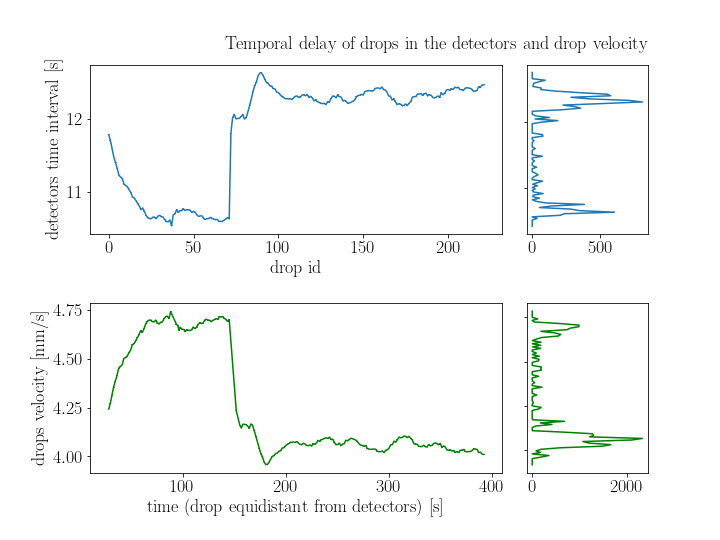 Temporal delay of drops in the detectors and drop velocity
detectors time interval [s]
12
11
0 50 100 150 200
drop id
0 500
drops velocity [mm/s]
4.75
4.50
4.25
4.00
100 200 300 400
time (drop equidistant from detectors) [s]
0 2000